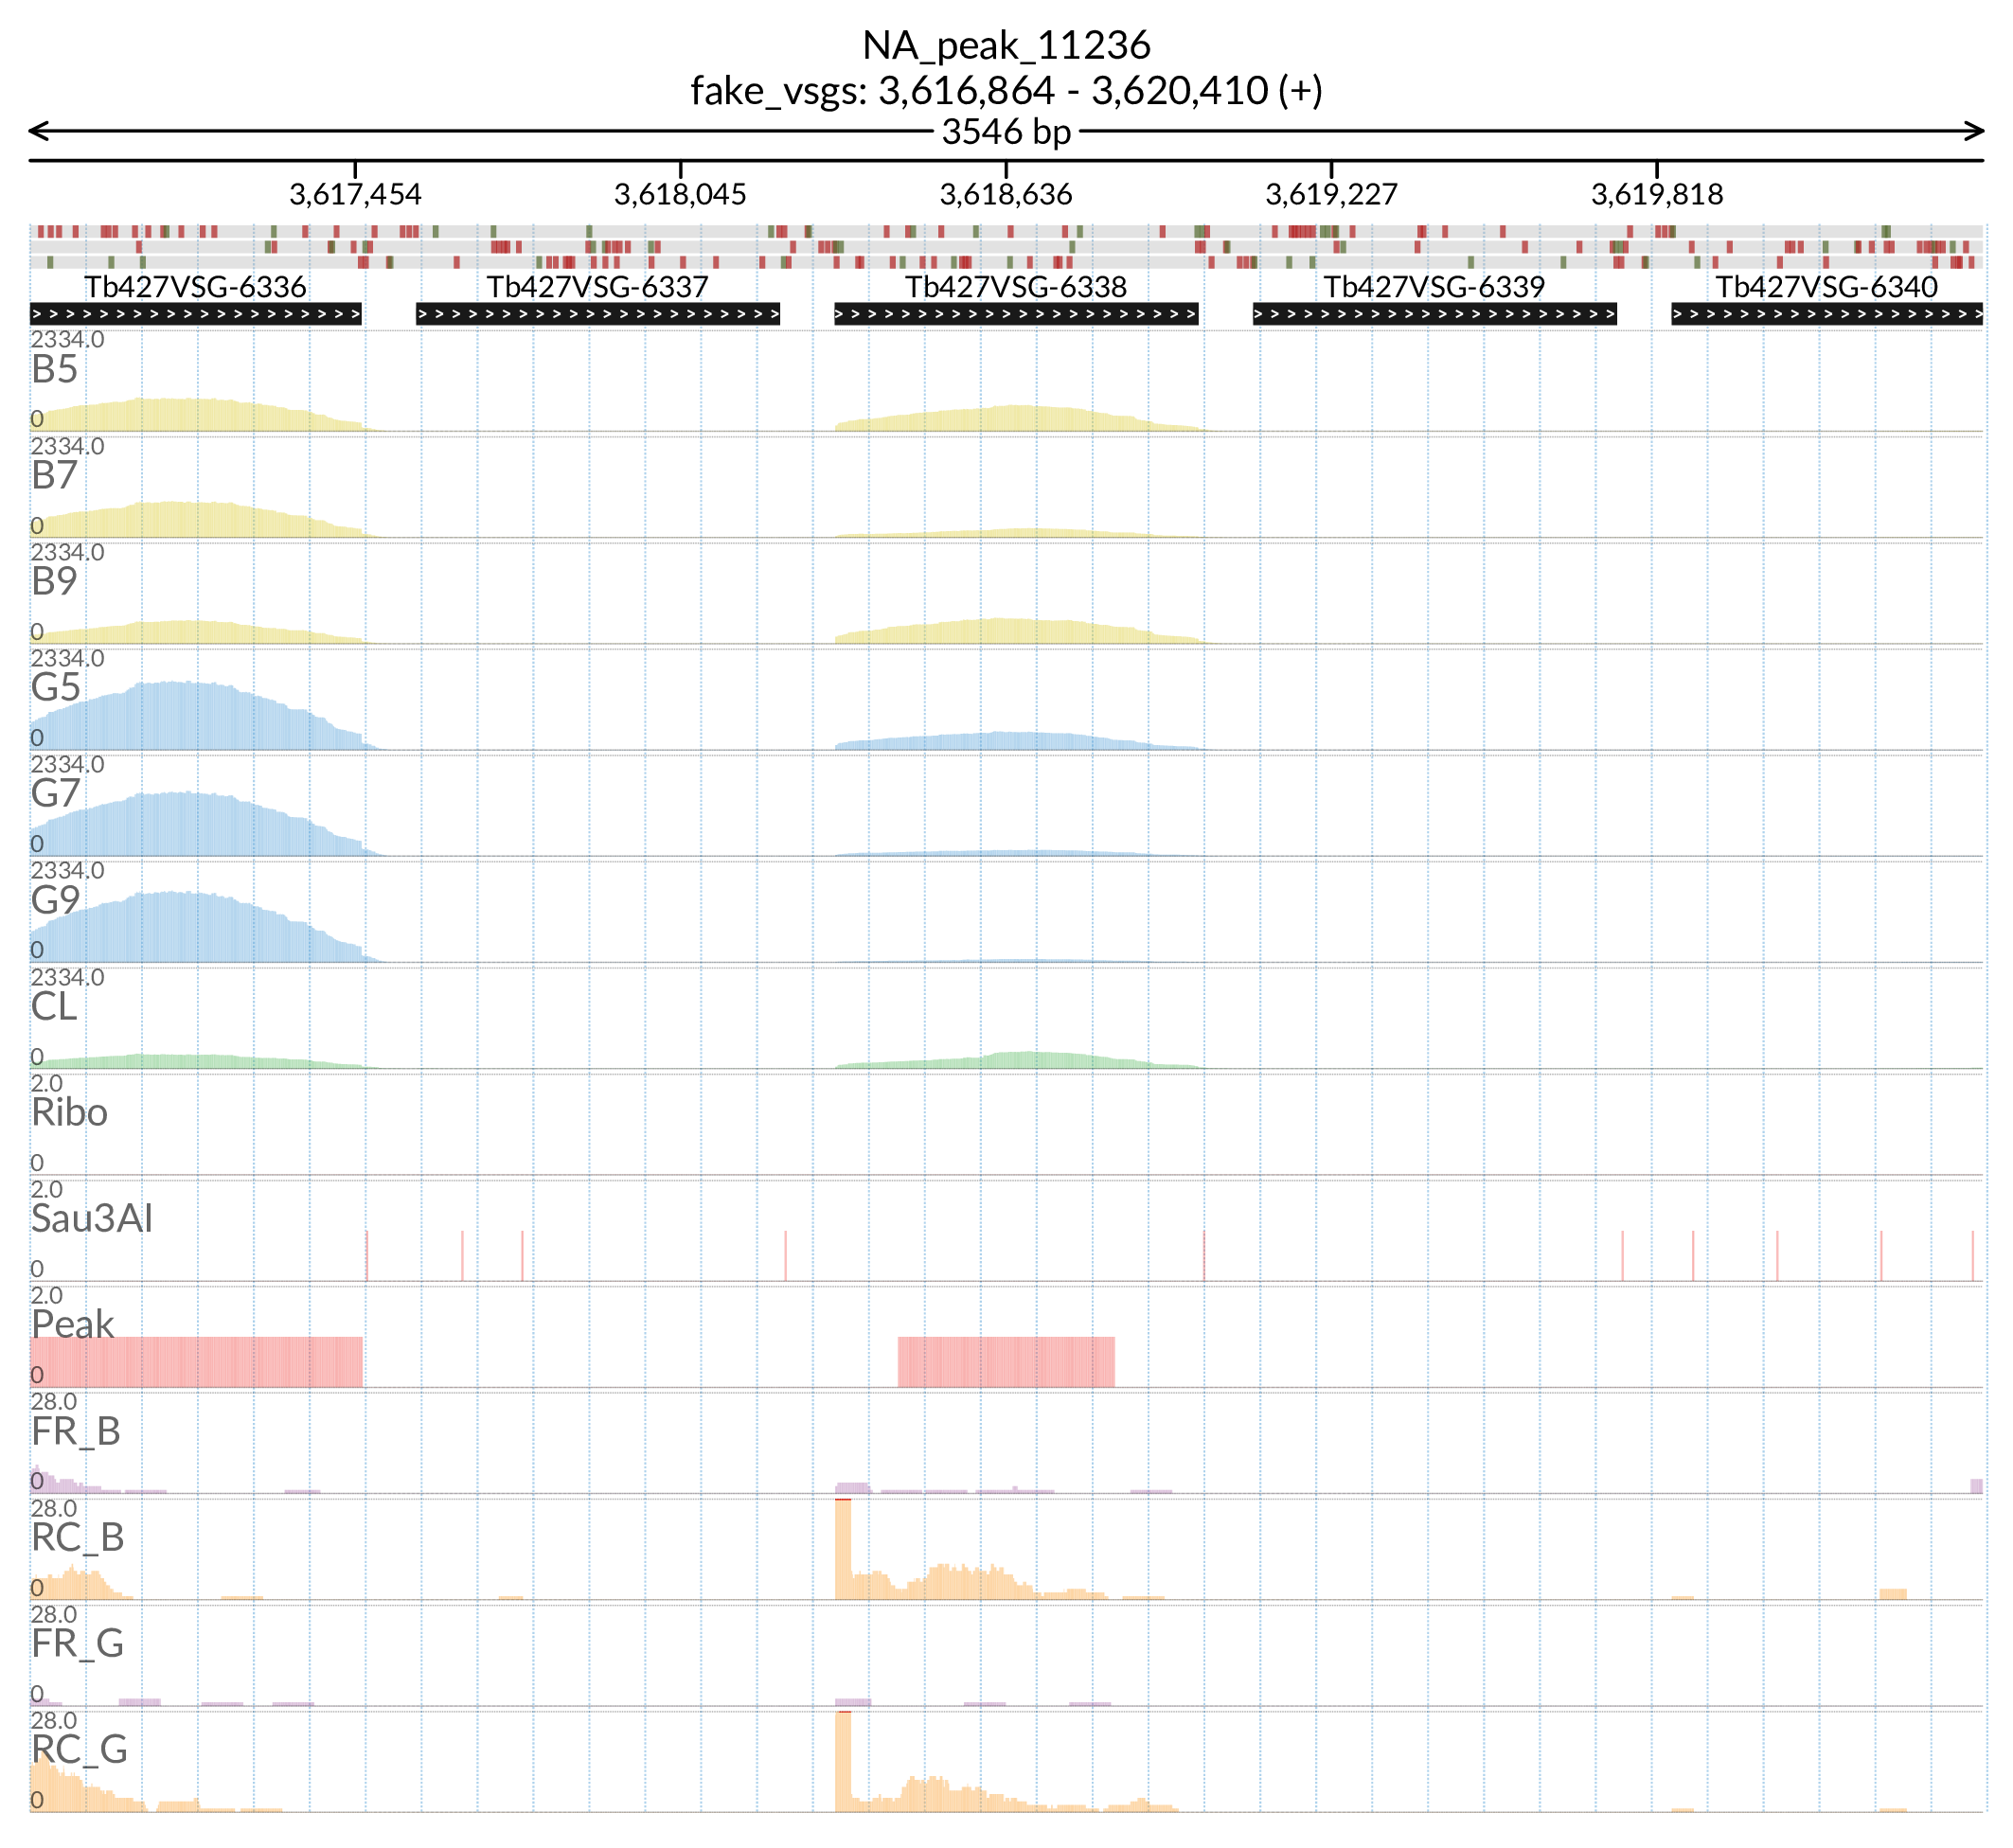 NA_peak_11236
fake_vsgs: 3,616,864 - 3,620,410 (+)
3546 bp
3,617,454 3,618,045 3,618,636 3,619,227 3,619,818
Tb427VSG-6336 Tb427VSG-6337 Tb427VSG-6338 Tb427VSG-6339 Tb427VSG-6340
2334.0
B5
0
2334.0
B7
0
2334.0
B9
0
2334.0
G5
0
2334.0
G7
0
2334.0
G9
0
2334.0
CL
0
2.0
Ribo
0
2.0
Sau3AI
0
2.0
Peak
0
28.0
FR_B
0
28.0
RC_B
0
28.0
FR_G
0
28.0
RC_G
0